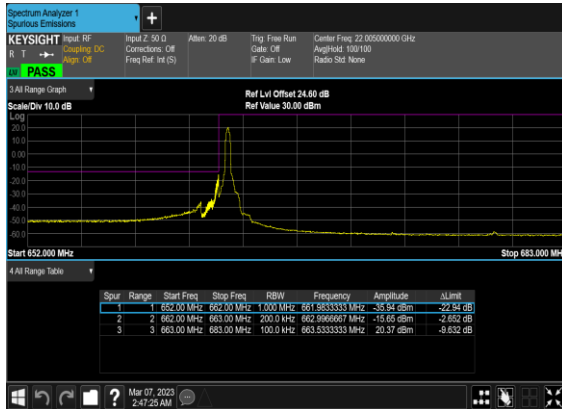 Spectrum Analyzer 1
Spurious Emissions
KEYSIGHT
R T
Input: RF
Coupling: DC
Align: Off
Input Z: 50 Ω
Corrections: Off
Freq Ref: Int (S)
Atten: 20 dB
Trig: Free Run
Gate: Off
IF Gain: Low
Center Freq: 22.005000000 GHz
Avg|Hold: 100/100
Radio Std: None
PASS
3 All Range Graph
Scale/Div 10.0 dB
Ref Lvl Offset 24.60 dB
Ref Value 30.00 dBm
Log
20.0
10.0
0.00
-10.0
-20.0
-30.0
-40.0
-50.0
-60.0
Start 652.000 MHz
Stop 683.000 MH
4 All Range Table
Spur Range Start Freq Stop Freq RBW Frequency Amplitude ΔLimit
1 1 652.00 MHz 662.00 MHz 1.000 MHz 661.9833333 MHz -35.94 dBm -22.94 dB
2 2 662.00 MHz 663.00 MHz 200.0 kHz 662.9966667 MHz -15.65 dBm -2.652 dB
3 3 663.00 MHz 683.00 MHz 100.0 kHz 663.5333333 MHz 20.37 dBm -9.632 dB
Mar 07, 2023
2:47:25 AM